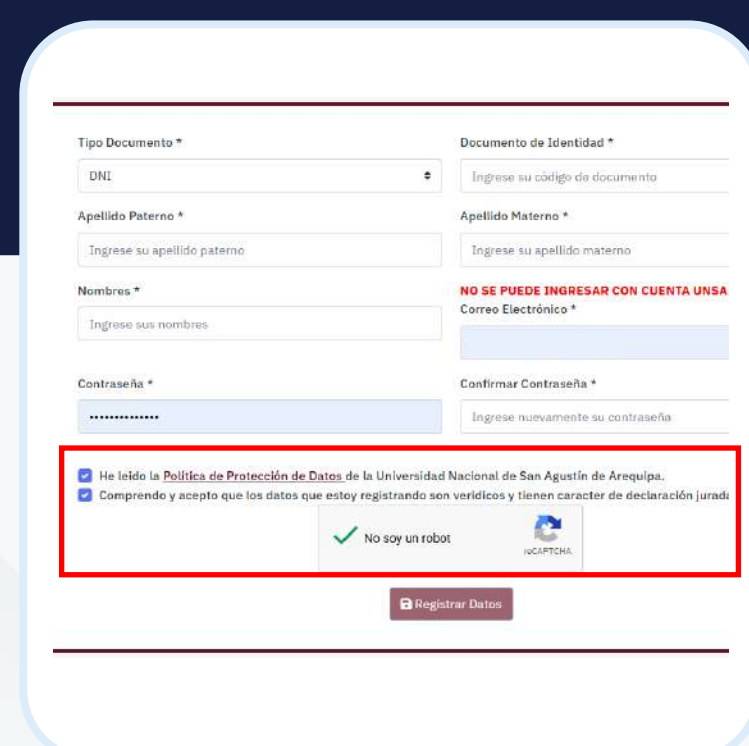 Tipo Documento *
Documento de Identidad *
DNI
Ingrese su código de documento
Apellido Paterno *
Apellido Materno *
Ingrese su apellido paterno
Ingrese su apellido materno
Nombres *
NO SE PUEDE INGRESAR CON CUENTA UNSA
Correo Electrónico *
Ingrese sus nombres
Contraseña *
Confirmar Contraseña *
••••••••••••••
Ingrese nuevamente su contraseña
He leido la Política de Protección de Datos de la Universidad Nacional de San Agustín de Arequipa.
Comprendo y acepto que los datos que estoy registrando son veridicos y tienen caracter de declaración jurada
No soy un robot
reCAPTCHA
Registrar Datos